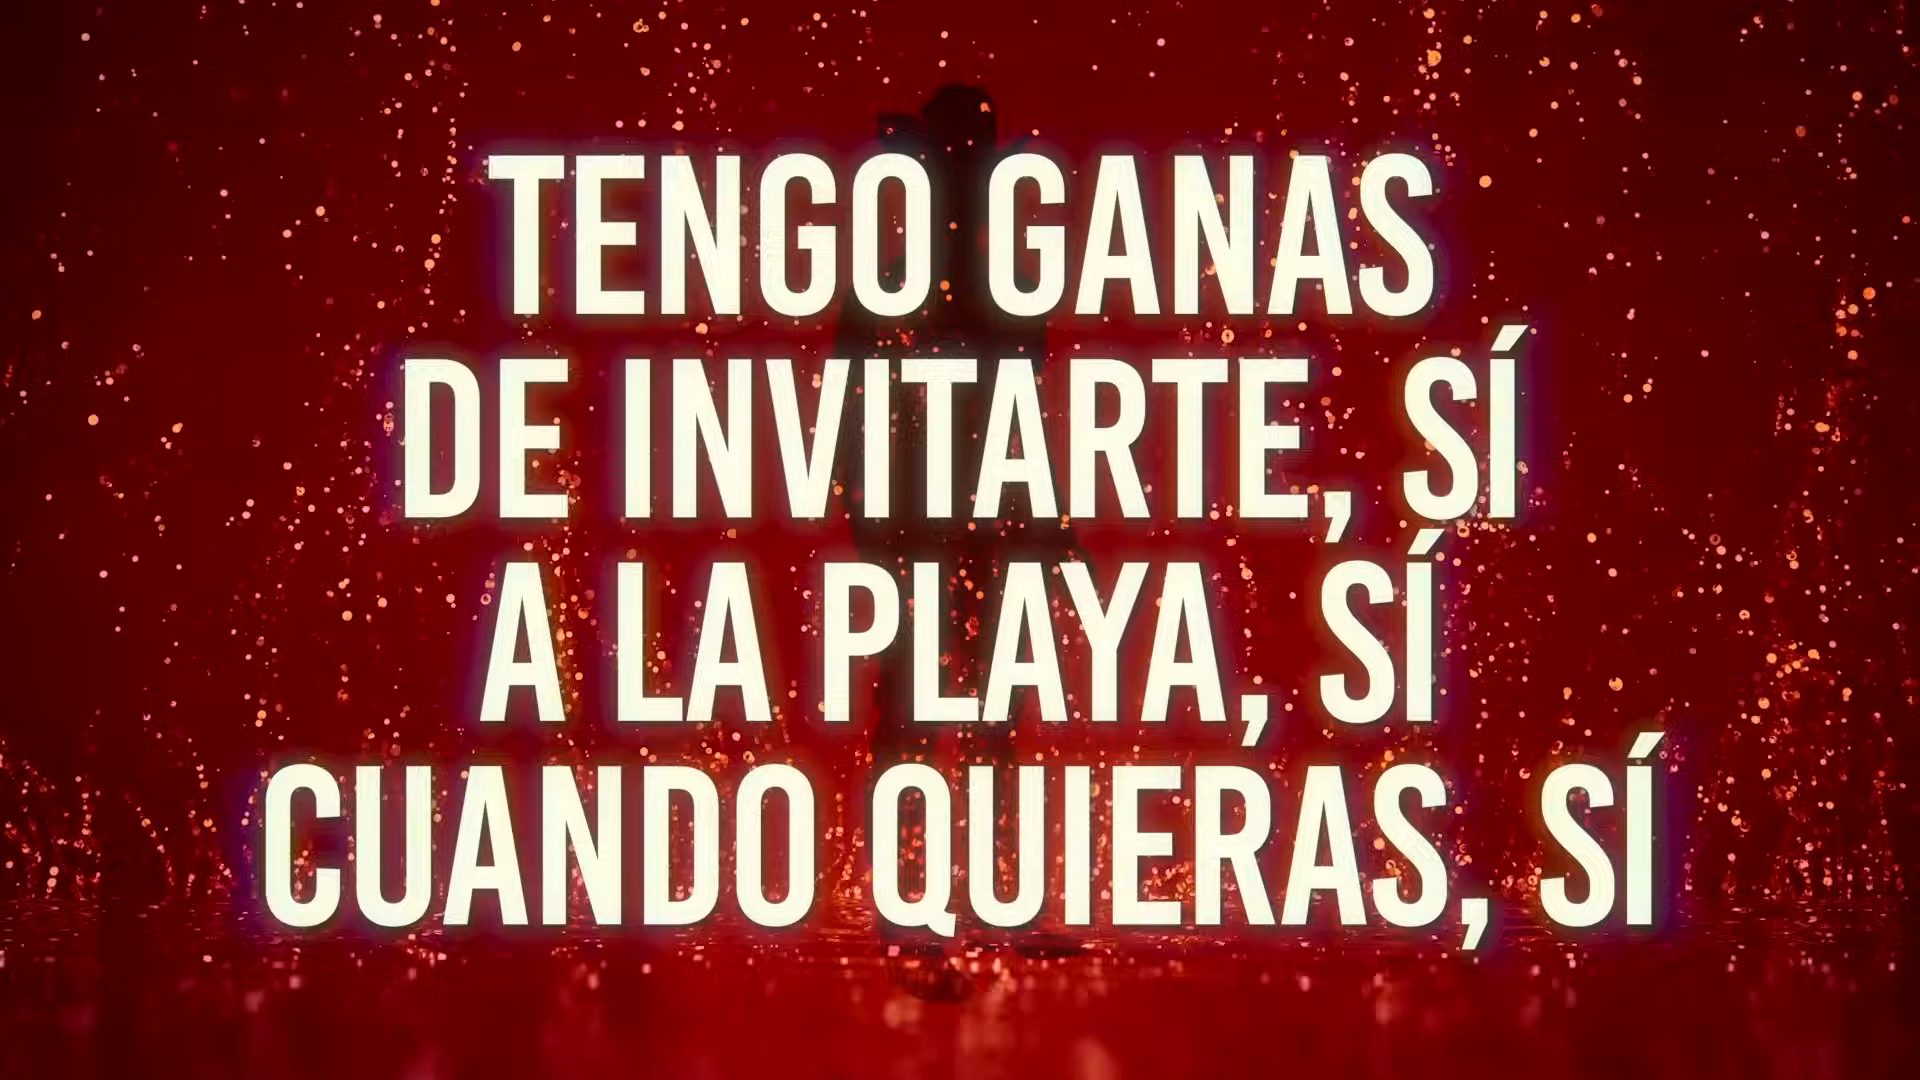 TENGO GANAS
DE INVITARTE, SÍ
A LA PLAYA, SÍ
CUANDO QUIERAS, SÍ